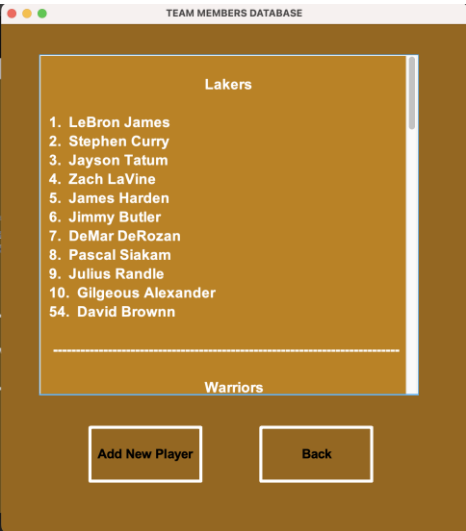 TEAM MEMBERS DATABASE
Lakers
1. LeBron James
2. Stephen Curry
3. Jayson Tatum
4. Zach LaVine
5. James Harden
6. Jimmy Butler
7. DeMar DeRozan
8. Pascal Siakam
9. Julius Randle
10. Gilgeous Alexander
54. David Brownn
Warriors
Add New Player
Back